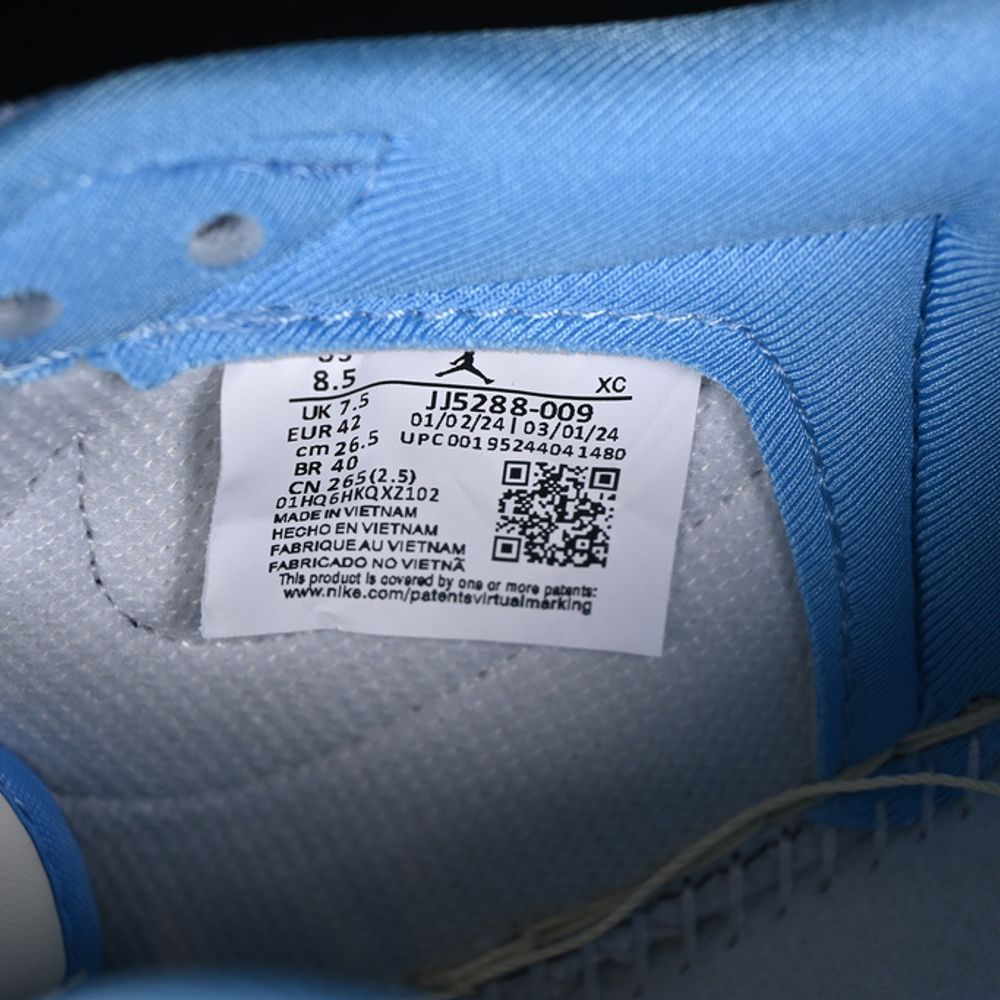 US
8.5
XC
UK 7.5
EUR 42
cm 26.5
BR 40
CN 265(2.5)
JJ5288-009
01/02/24 | 03/01/24
UPC 00195244041480
01HQ6HKQXZ102
MADE IN VIETNAM
HECHO EN VIETNAM
FABRIQUE AU VIETNAM
FABRICADO NO VIETNÃ
This product is covered by one or more patents:
www.nike.com/patentsvirtualmarking